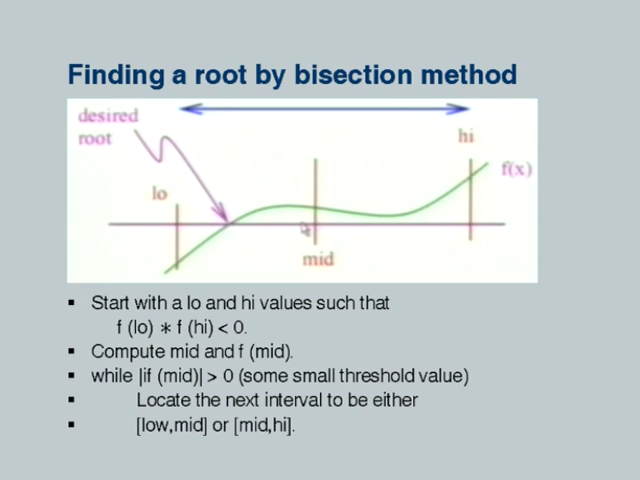 Finding a root by bisection method
desired
root
hi
f(x)
lo
mid
▪ Start with a lo and hi values such that
f (lo) ∗ f (hi) < 0.
▪ Compute mid and f (mid).
▪ while |if (mid)| > 0 (some small threshold value)
▪ Locate the next interval to be either
▪ [low,mid] or [mid,hi].